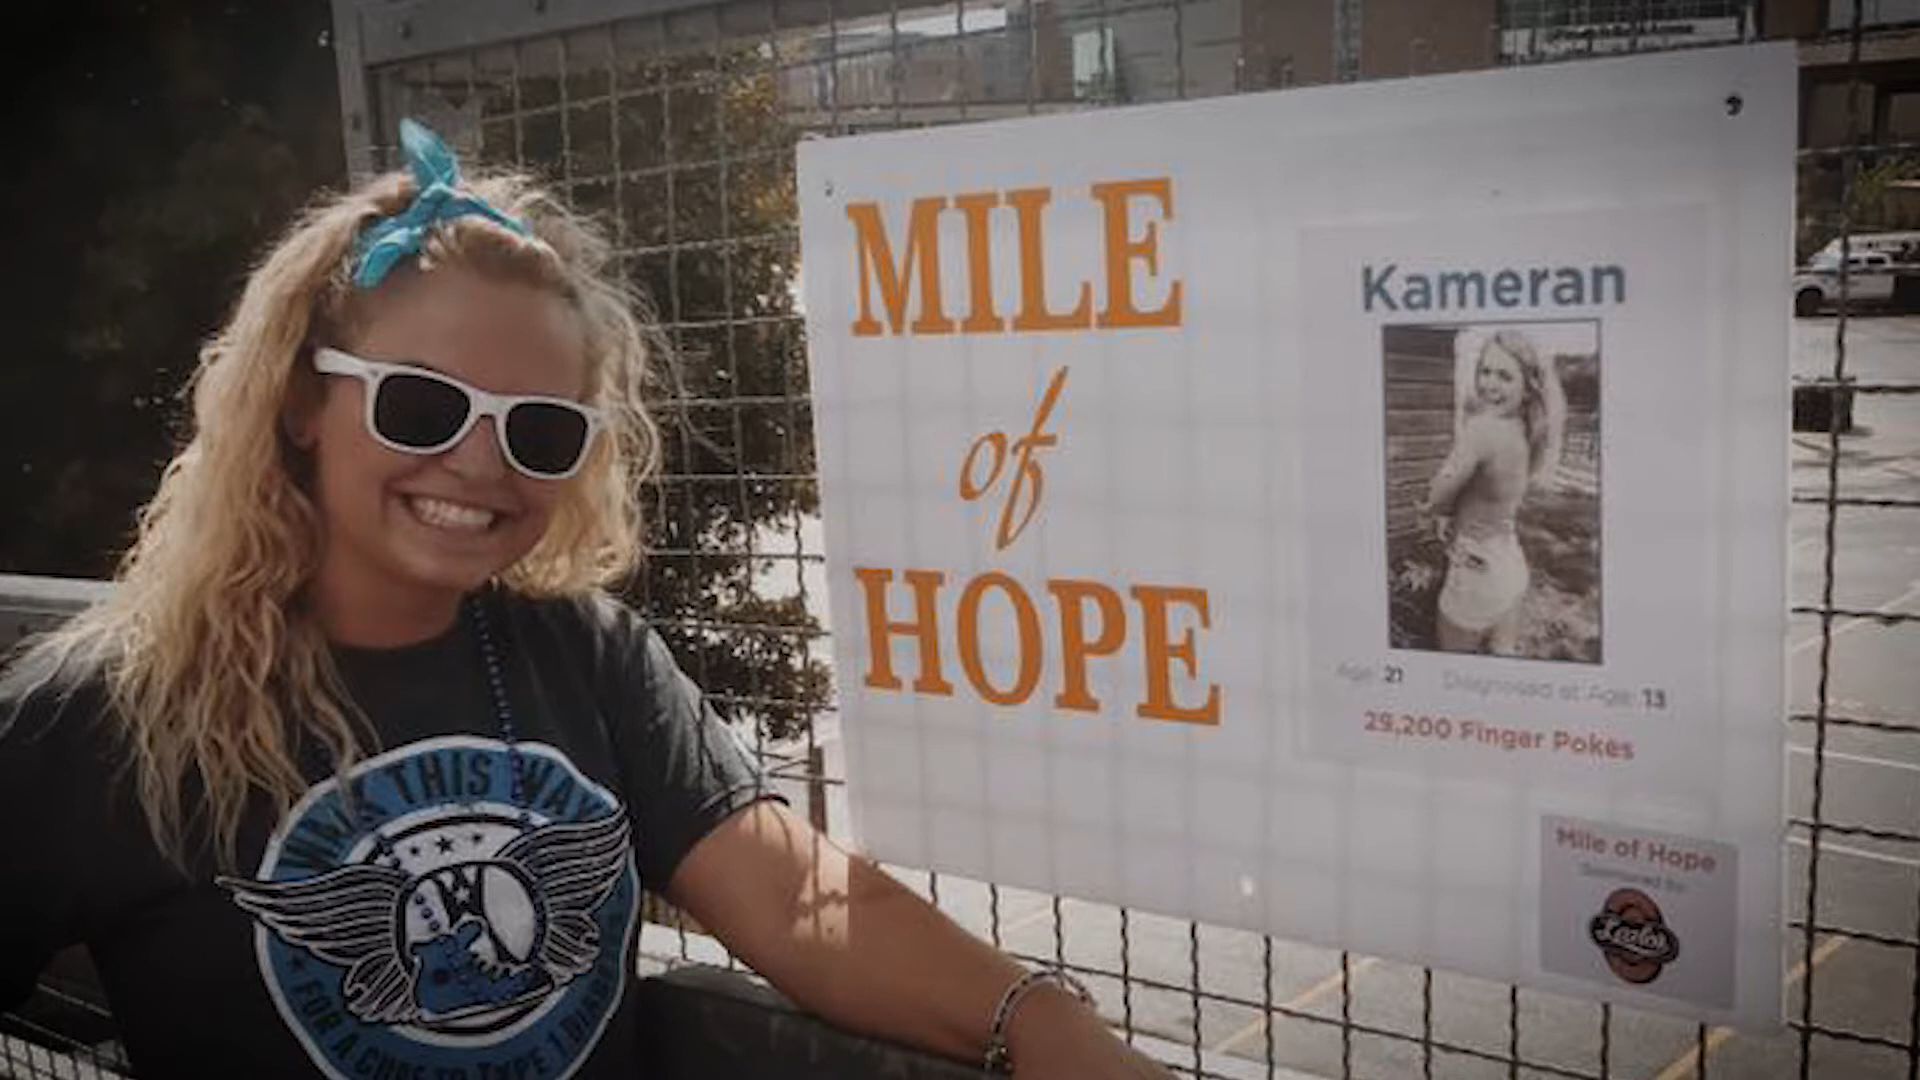 MILE
of
HOPE
Kameran
Age: 21 Diagnosed at Age: 13
29,200 Finger Pokes
Mile of Hope
Sponsored by
WALK THIS WAY
FOR A CURE TO TYPE 1